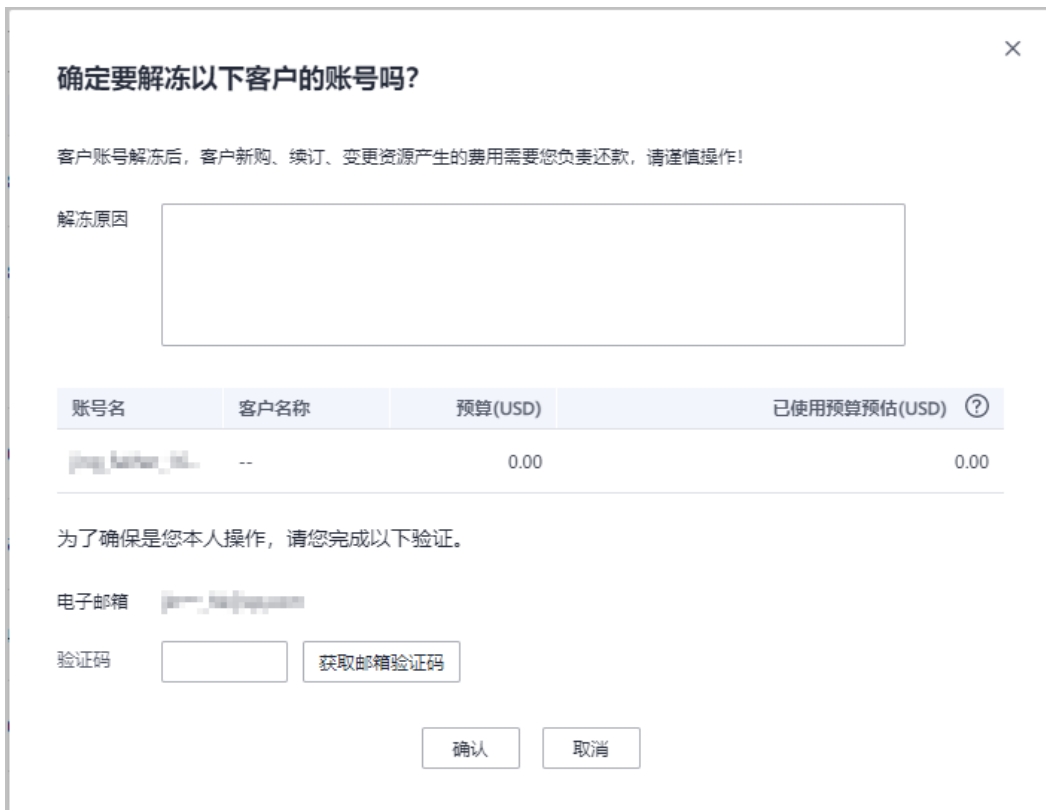 确定要解冻以下客户的账号吗？
客户账号解冻后，客户新购、续订、变更资源产生的费用需要您负责还款，请谨慎操作！
解冻原因
账号名 客户名称 预算(USD) 已使用预算预估(USD) ?
-- 0.00 0.00
为了确保是您本人操作，请您完成以下验证。
电子邮箱
验证码 获取邮箱验证码
确认 取消